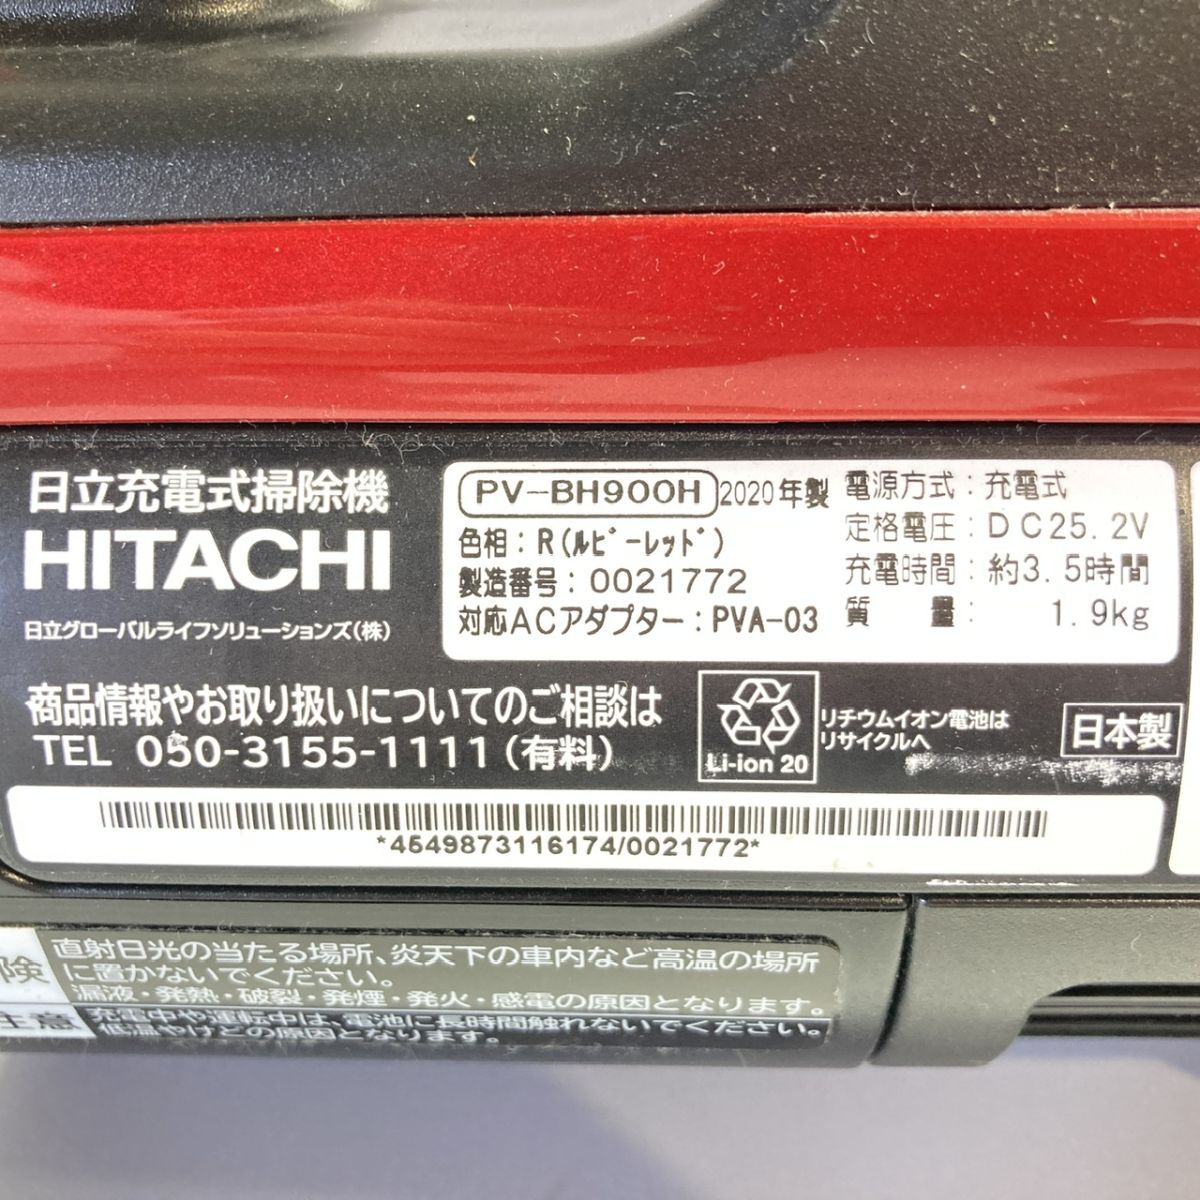 日立充電式掃除機
HITACHI
日立グローバルライフソリューションズ(株)
PV-BH900H 2020年製
色相:R(ルビーレッド)
製造番号:0021772
対応ACアダプター:PVA-03
電源方式:充電式
定格電圧:DC25.2V
充電時間:約3.5時間
質量: 1.9kg
商品情報やお取り扱いについてのご相談は
TEL 050-3155-1111(有料)
Li-ion 20
リチウムイオン電池は
リサイクルへ
日本製
*4549873116174/0021772*
険
直射日光の当たる場所、炎天下の車内など高温の場所
に置かないでください。
漏液・発熱・破裂・発煙・発火・感電の原因となります。
注意
充電中や運転中は、電池に長時間触れないでください。
低温やけどの原因となります。